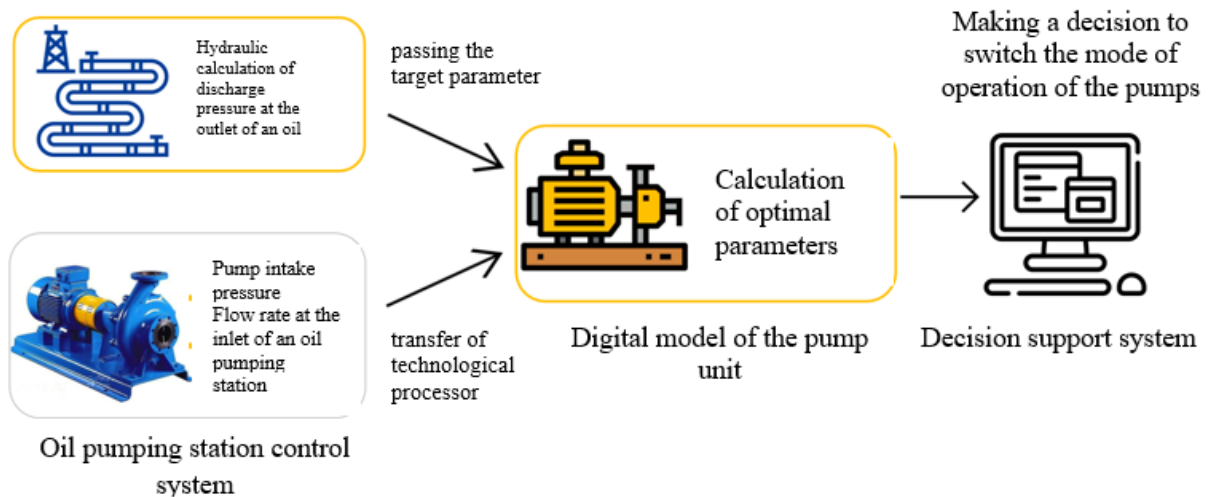 Hydraulic
calculation of
discharge
pressure at the
outlet of an oil
passing the
target parameter
Pump intake
pressure
Flow rate at the
inlet of an oil
pumping
station
transfer of
technological
processor
Oil pumping station control
system
Calculation
of optimal
parameters
Digital model of the pump
unit
Making a decision to
switch the mode of
operation of the pumps
Decision support system